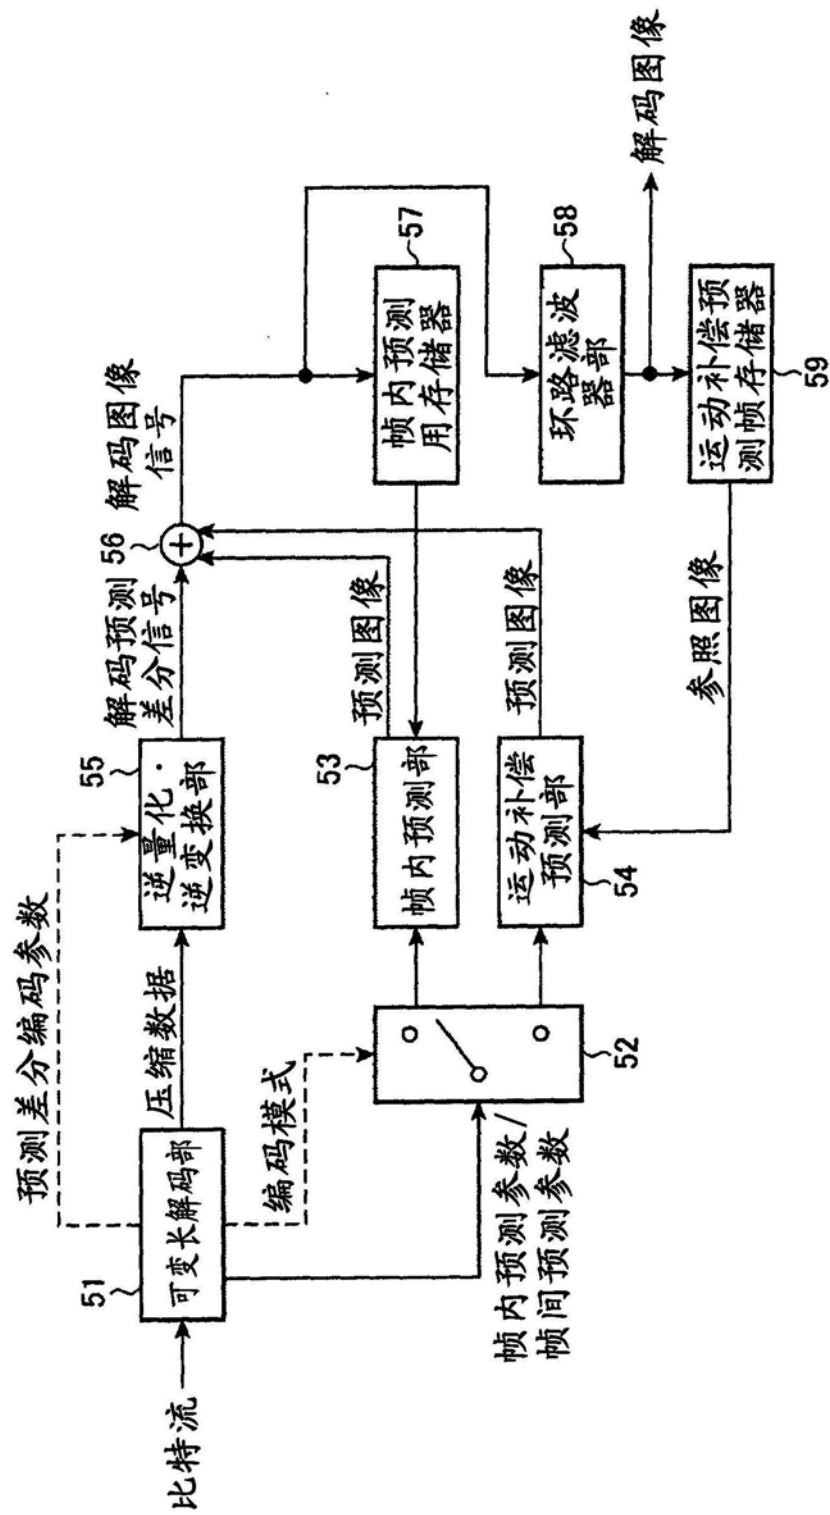 比特流
51
可变长解码部
预测差分编码参数
压缩数据
编码模式
帧内预测参数/
帧间预测参数
52
55
逆量化·
逆变换部
53
帧内预测部
运动补偿
预测部
54
解码预测
差分信号
预测图像
预测图像
参照图像
56
解码图像
信号
帧内预测
用存储器
57
环路滤波
器部
58
运动补偿预
测帧存储器
59
解码图像